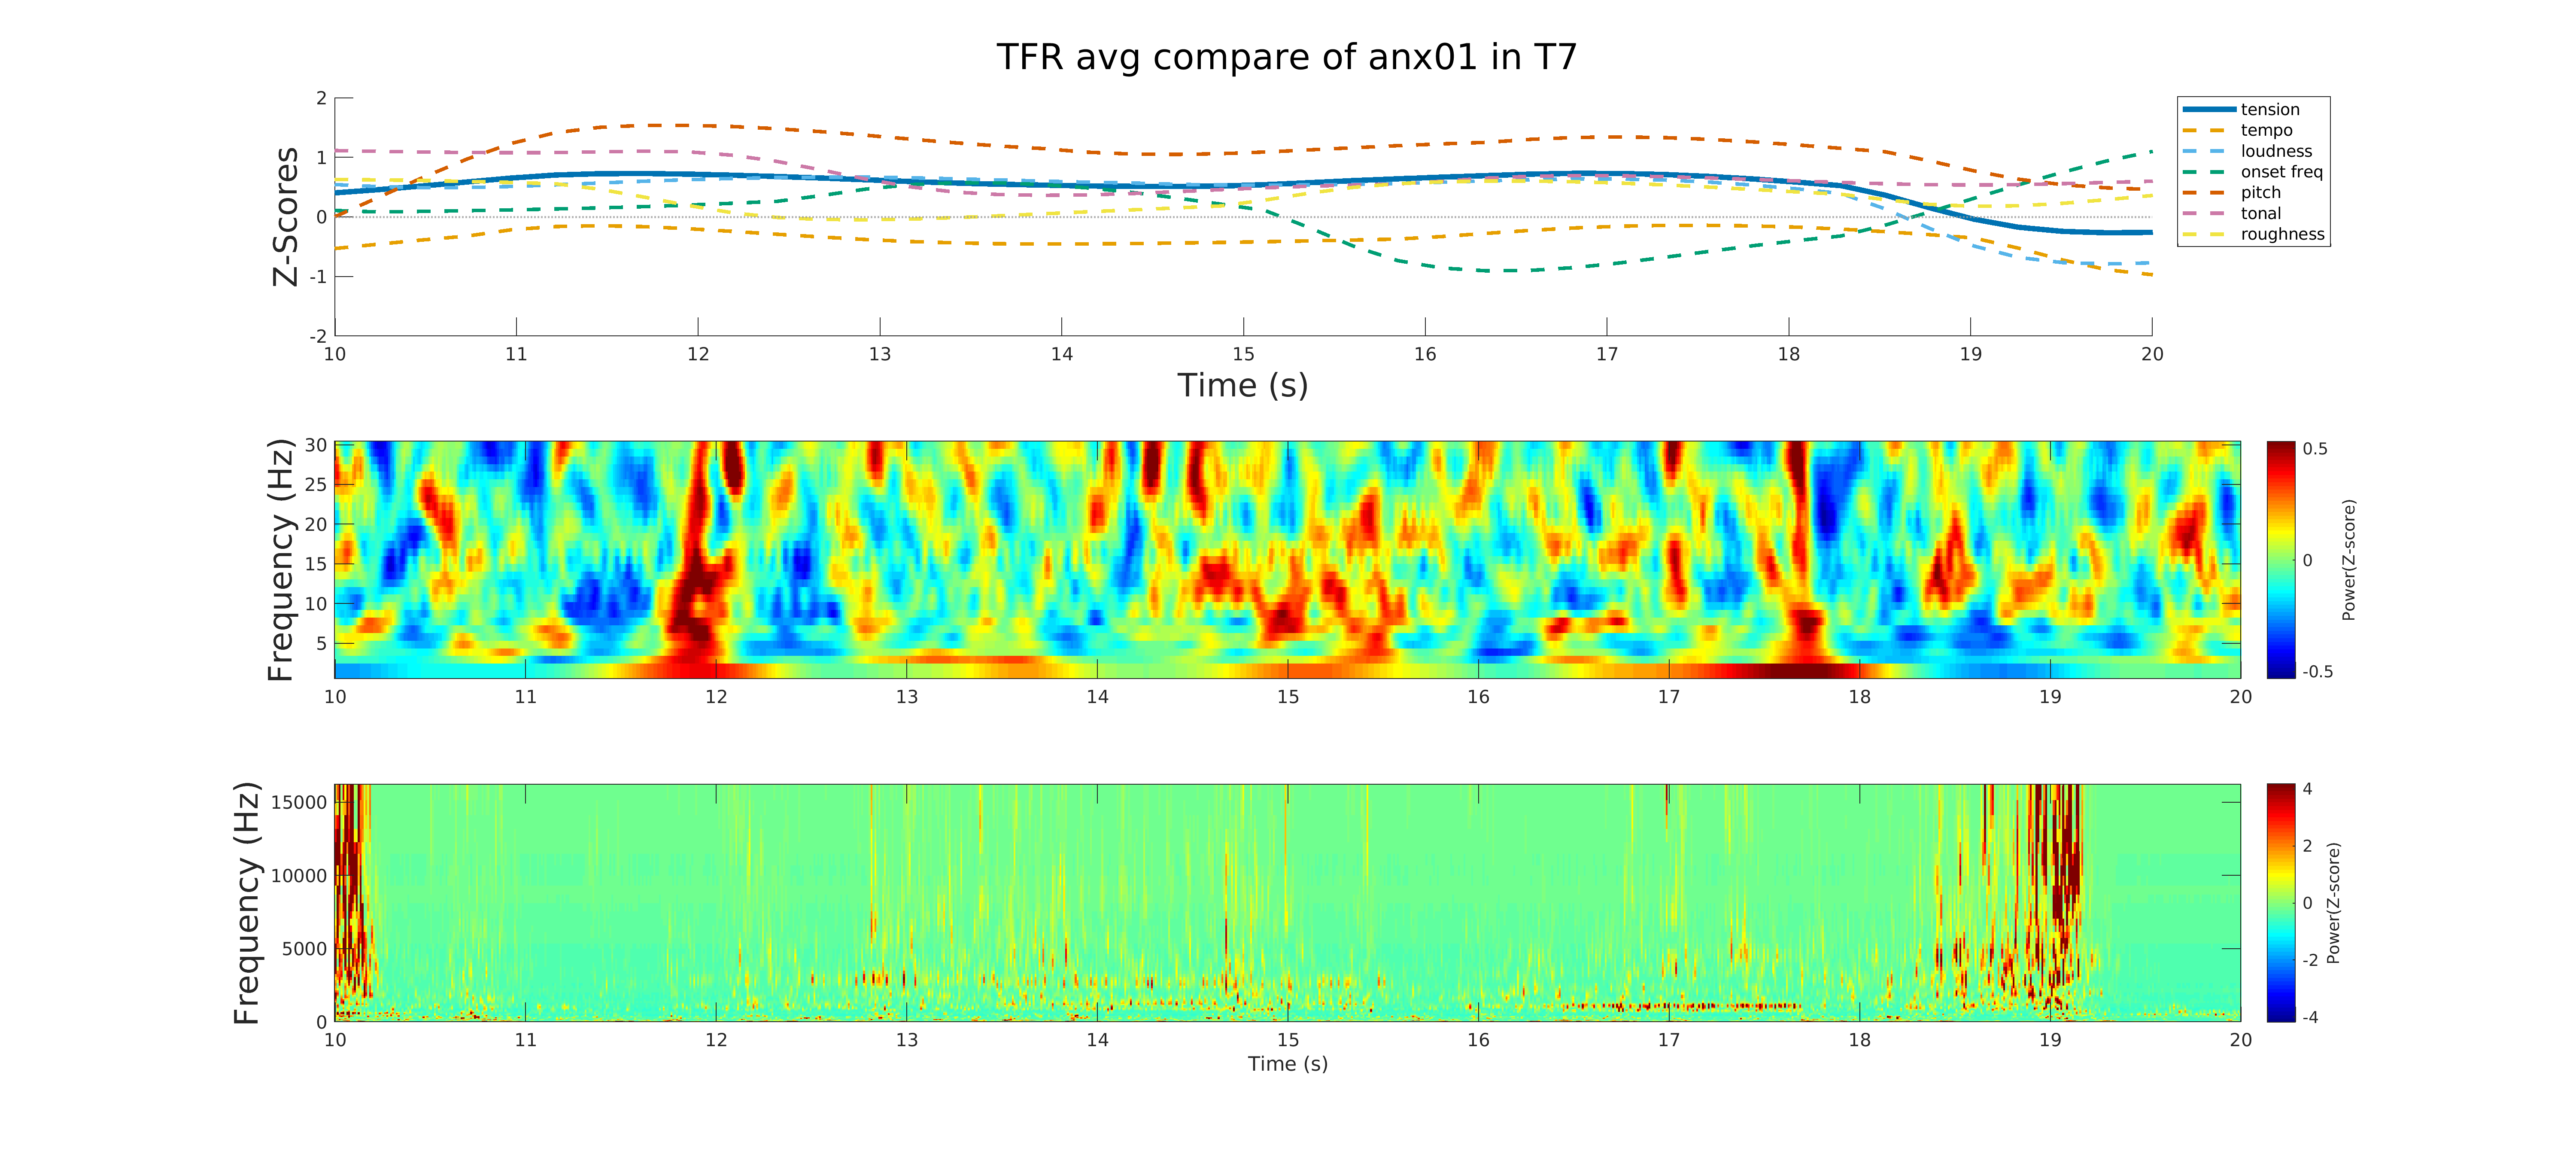 TFR avg compare of anx01 in T7
Z-Scores
2
1
0
-1
-2
10 11 12 13 14 15 16 17 18 19 20
Time (s)
tension
tempo
loudness
onset freq
pitch
tonal
roughness
Frequency (Hz)
30
25
20
15
10
5
10 11 12 13 14 15 16 17 18 19 20
0.5
0
-0.5
Power(Z-score)
Frequency (Hz)
15000
10000
5000
0
10 11 12 13 14 15 16 17 18 19 20
Time (s)
4
2
0
-2
-4
Power(Z-score)